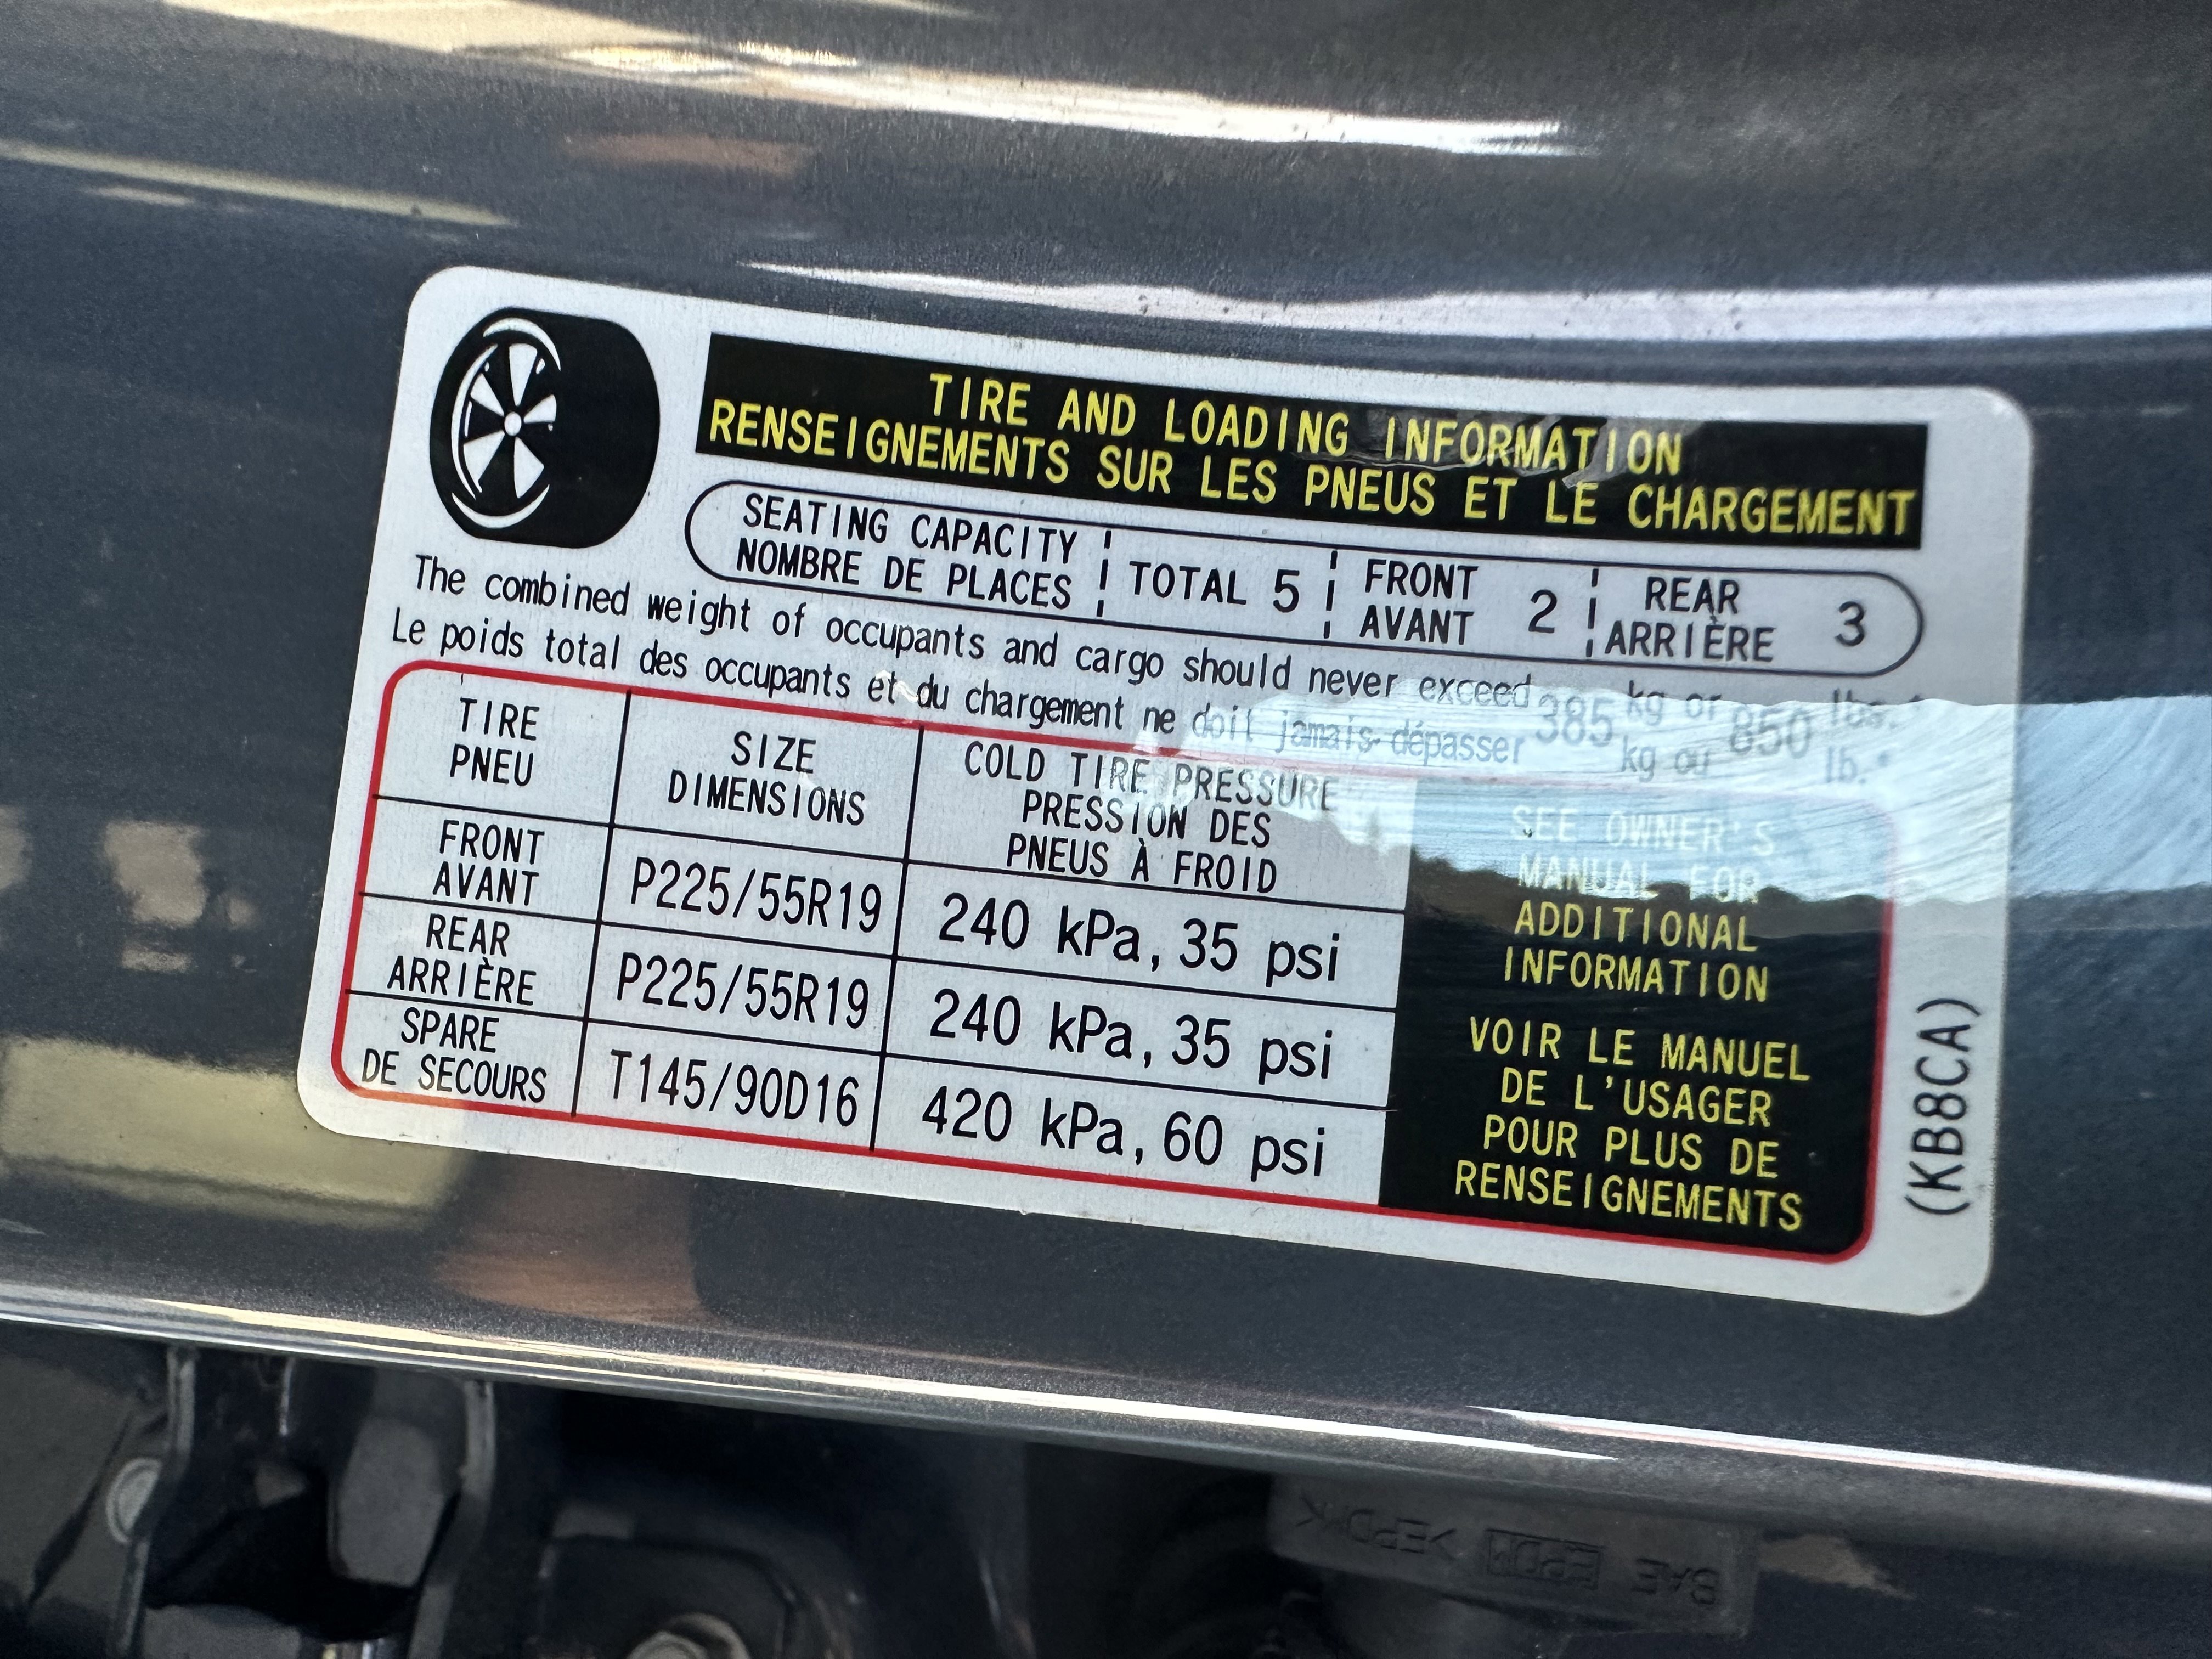 TIRE AND LOADING INFORMATION
RENSEIGNEMENTS SUR LES PNEUS ET LE CHARGEMENT
SEATING CAPACITY
NOMBRE DE PLACES
TOTAL 5
FRONT
AVANT
2
REAR
ARRIÈRE
3
The combined weight of occupants and cargo should never exceed 385 kg or 850 lbs.
Le poids total des occupants et du chargement ne doit jamais dépasser 385 kg ou 850 lb.
TIRE
PNEU
SIZE
DIMENSIONS
COLD TIRE PRESSURE
PRESSION DES
PNEUS À FROID
FRONT
AVANT
P225/55R19
240 kPa, 35 psi
REAR
ARRIÈRE
P225/55R19
240 kPa, 35 psi
SPARE
DE SECOURS
T145/90D16
420 kPa, 60 psi
SEE OWNER'S
MANUAL FOR
ADDITIONAL
INFORMATION
VOIR LE MANUEL
DE L'USAGER
POUR PLUS DE
RENSEIGNEMENTS
(KB8CA)